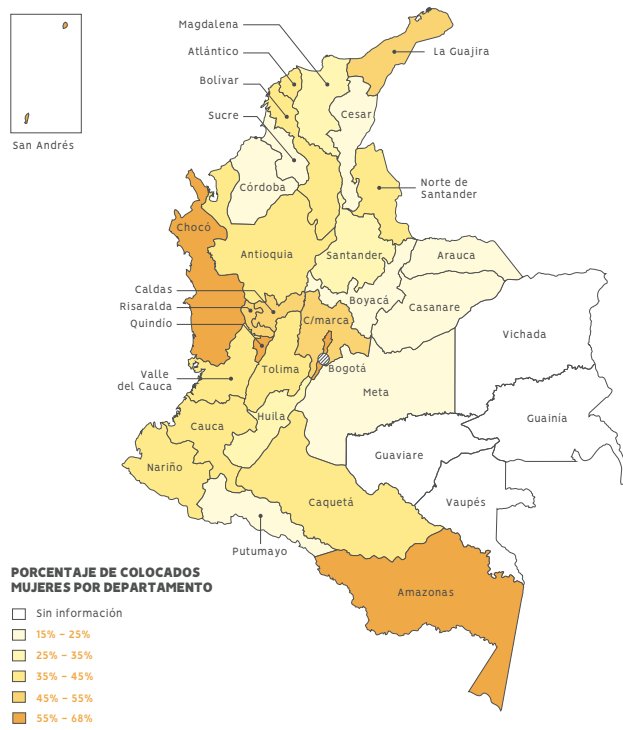 Magdalena
Atlántico
La Guajira
Bolívar
Sucre
Cesar
San Andrés
Córdoba
Norte de
Santander
Chocó
Antioquia
Santander
Arauca
Caldas
Boyacá
Risaralda
Casanare
Quindío
C/marca
Vichada
Valle
del Cauca
Tolima
Bogotá
Meta
Huila
Guainía
Cauca
Guaviare
Nariño
Caquetá
Vaupés
Putumayo
Amazonas
PORCENTAJE DE COLOCADOS
MUJERES POR DEPARTAMENTO
Sin información
15% - 25%
25% - 35%
35% - 45%
45% - 55%
55% - 68%